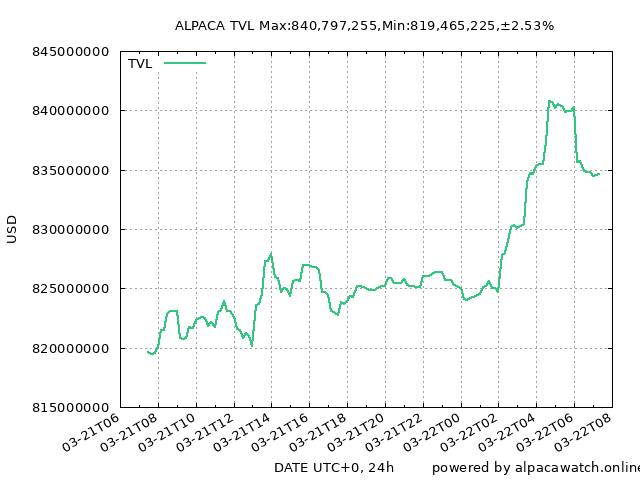 ALPACA TVL Max:840,797,255,Min:819,465,225,±2.53%
845000000
TVL
840000000
835000000
830000000
USD
825000000
820000000
815000000
03-21T06
03-21T08
03-21T10
03-21T12
03-21T14
03-21T16
03-21T18
03-21T20
03-21T22
03-22T00
03-22T02
03-22T04
03-22T06
03-22T08
DATE UTC+0, 24h
powered by alpacawatch.online